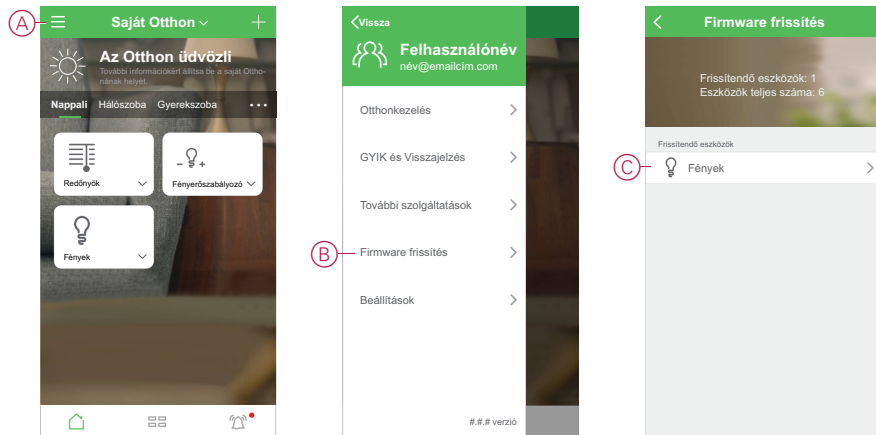 A
Saját Otthon
Az Otthon üdvözli
További információkért állítsa be a saját Ottho-
nának helyét.
Nappali Hálószoba Gyerekszoba
Redőnyök
- +
Fényerőszabályozó
Fények
Vissza
Felhasználónév
név@emailcím.com
Otthonkezelés
GYIK és Visszajelzés
További szolgáltatások
B
Firmware frissítés
Beállítások
#.#.# verzió
Firmware frissítés
Frissítendő eszközök: 1
Eszközök teljes száma: 6
Frissítendő eszközök
C
Fények